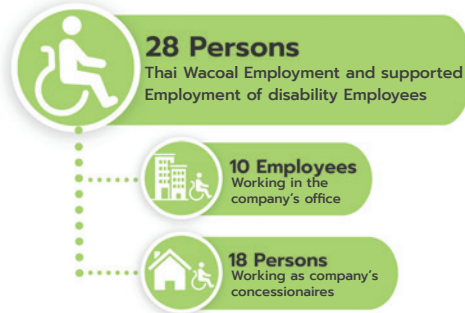 28 Persons
Thai Wacoal Employment and supported
Employment of disability Employees
10 Employees
Working in the
company's office
18 Persons
Working as company's
concessionaires